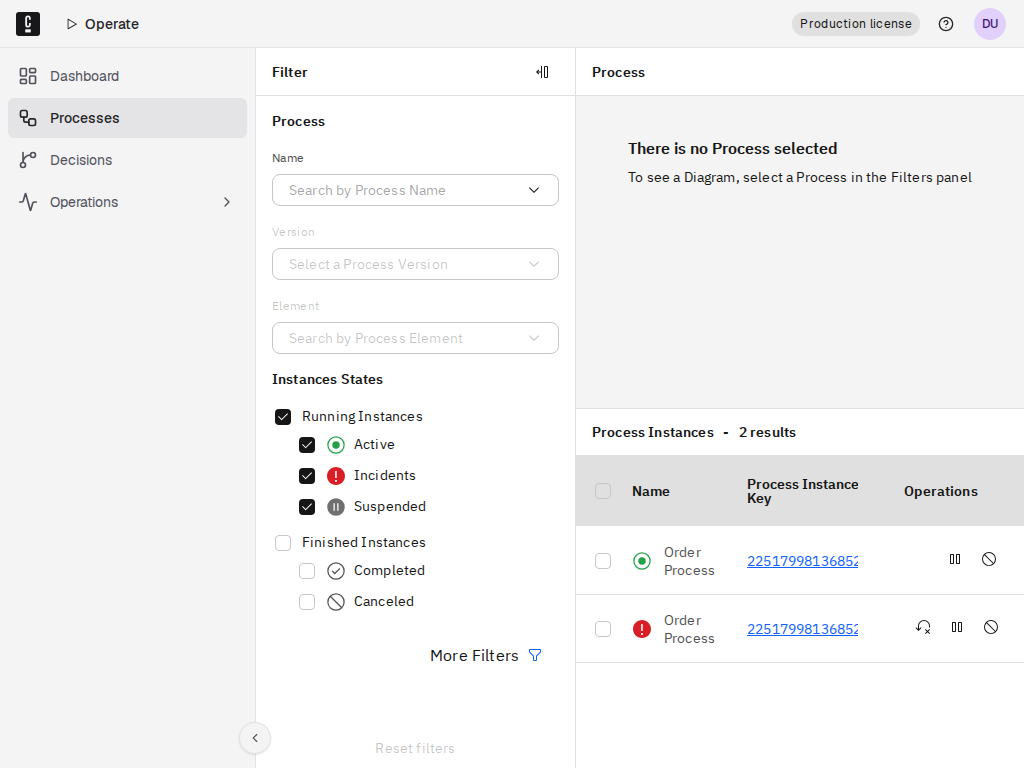 Operate
Production license
DU
Dashboard
Processes
Decisions
Operations
Filter
Process
Name
Search by Process Name
Version
Select a Process Version
Element
Search by Process Element
Instances States
Running Instances
Active
Incidents
Suspended
Finished Instances
Completed
Canceled
More Filters
Reset filters
Process
There is no Process selected
To see a Diagram, select a Process in the Filters panel
Process Instances - 2 results
Name
Process Instance
Key
Operations
Order
Process
22517998136852
Order
Process
22517998136852